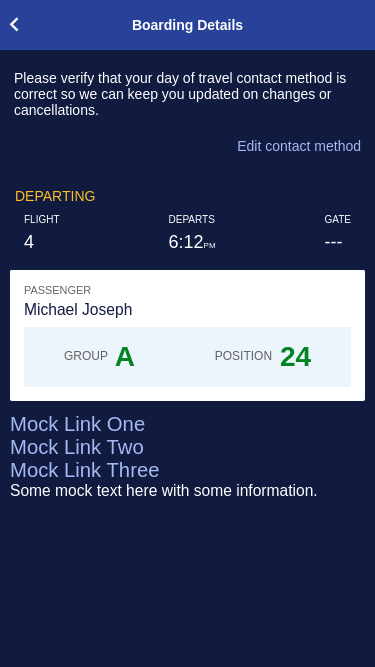 Boarding Details
Please verify that your day of travel contact method is
correct so we can keep you updated on changes or
cancellations.
Edit contact method
DEPARTING
FLIGHT DEPARTS GATE
4 6:12PM ---
PASSENGER
Michael Joseph
GROUP A POSITION 24
Mock Link One
Mock Link Two
Mock Link Three
Some mock text here with some information.